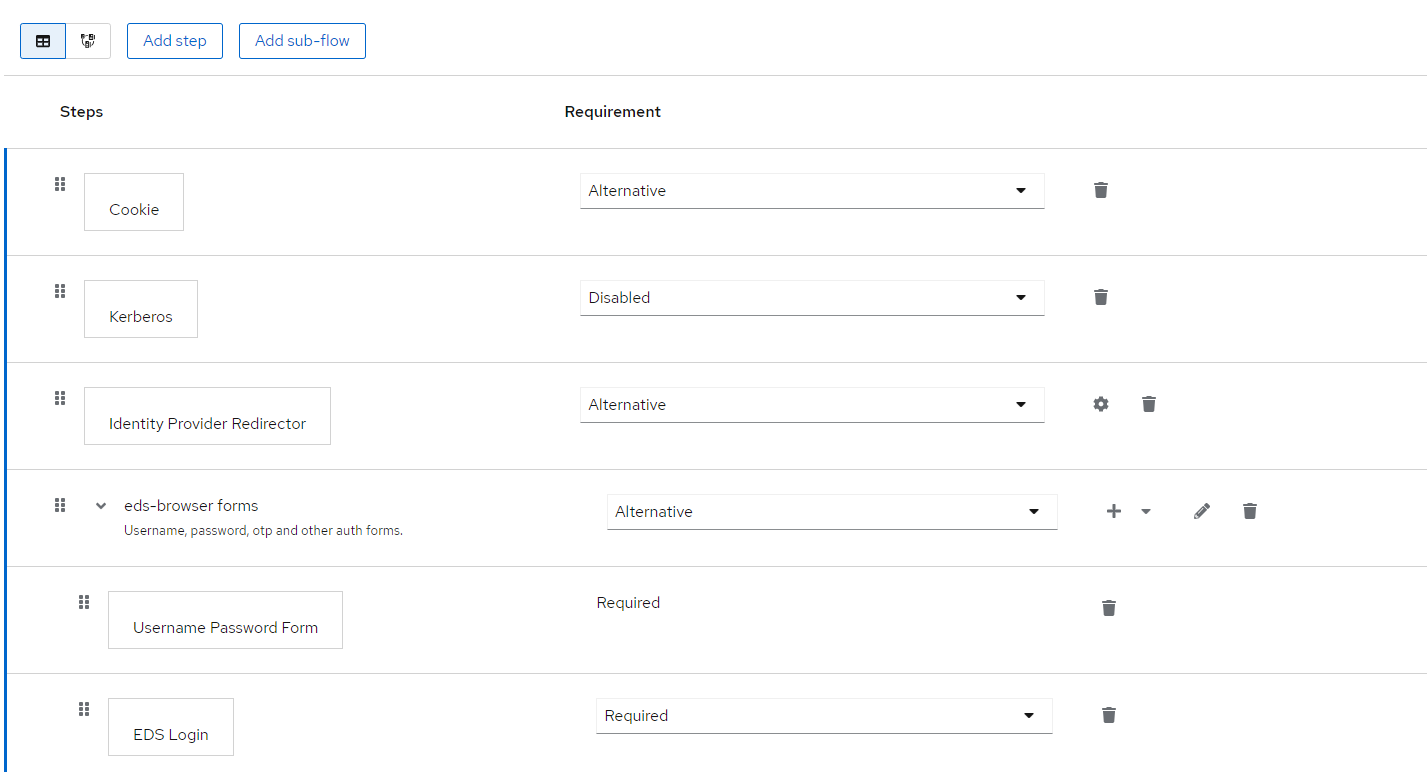 Add step Add sub-flow
Steps Requirement
Cookie Alternative
Kerberos Disabled
Identity Provider Redirector Alternative
eds-browser forms Alternative
Username, password, otp and other auth forms.
Username Password Form Required
EDS Login Required